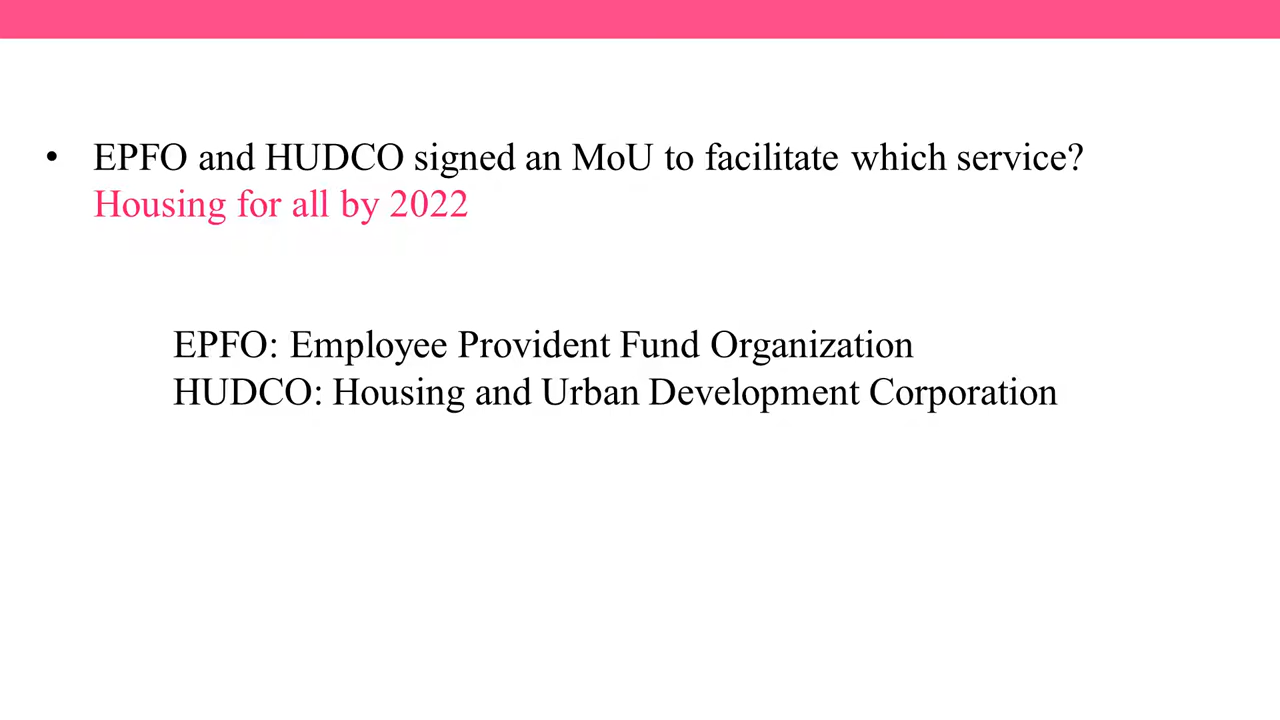 • EPFO and HUDCO signed an MoU to facilitate which service?
Housing for all by 2022
EPFO: Employee Provident Fund Organization
HUDCO: Housing and Urban Development Corporation